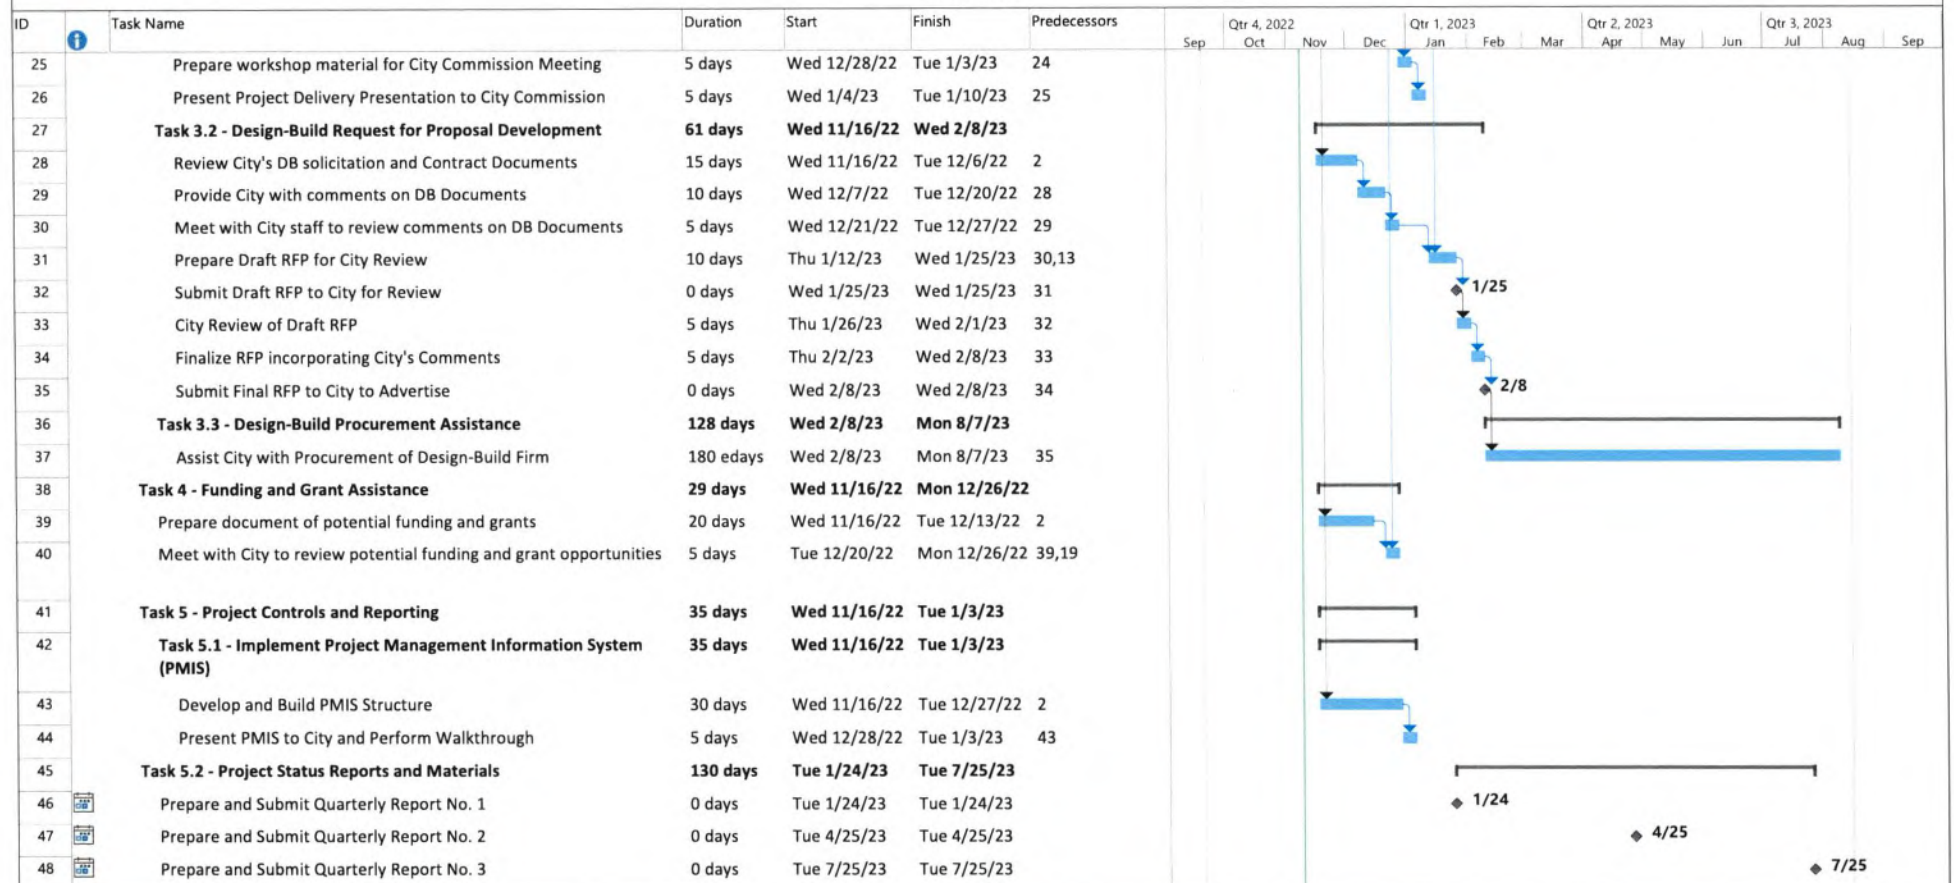 ID Task Name Duration Start Finish Predecessors Qtr 4, 2022 Qtr 1, 2023 Qtr 2, 2023 Qtr 3, 2023
Sep Oct Nov Dec Jan Feb Mar Apr May Jun Jul Aug Sep
25 Prepare workshop material for City Commission Meeting 5 days Wed 12/28/22 Tue 1/3/23 24
26 Present Project Delivery Presentation to City Commission 5 days Wed 1/4/23 Tue 1/10/23 25
27 Task 3.2 - Design-Build Request for Proposal Development 61 days Wed 11/16/22 Wed 2/8/23
28 Review City's DB solicitation and Contract Documents 15 days Wed 11/16/22 Tue 12/6/22 2
29 Provide City with comments on DB Documents 10 days Wed 12/7/22 Tue 12/20/22 28
30 Meet with City staff to review comments on DB Documents 5 days Wed 12/21/22 Tue 12/27/22 29
31 Prepare Draft RFP for City Review 10 days Thu 1/12/23 Wed 1/25/23 30,13
32 Submit Draft RFP to City for Review 0 days Wed 1/25/23 Wed 1/25/23 31 1/25
33 City Review of Draft RFP 5 days Thu 1/26/23 Wed 2/1/23 32
34 Finalize RFP incorporating City's Comments 5 days Thu 2/2/23 Wed 2/8/23 33
35 Submit Final RFP to City to Advertise 0 days Wed 2/8/23 Wed 2/8/23 34 2/8
36 Task 3.3 - Design-Build Procurement Assistance 128 days Wed 2/8/23 Mon 8/7/23
37 Assist City with Procurement of Design-Build Firm 180 edays Wed 2/8/23 Mon 8/7/23 35
38 Task 4 - Funding and Grant Assistance 29 days Wed 11/16/22 Mon 12/26/22
39 Prepare document of potential funding and grants 20 days Wed 11/16/22 Tue 12/13/22 2
40 Meet with City to review potential funding and grant opportunities 5 days Tue 12/20/22 Mon 12/26/22 39,19
41 Task 5 - Project Controls and Reporting 35 days Wed 11/16/22 Tue 1/3/23
42 Task 5.1 - Implement Project Management Information System 35 days Wed 11/16/22 Tue 1/3/23
(PMIS)
43 Develop and Build PMIS Structure 30 days Wed 11/16/22 Tue 12/27/22 2
44 Present PMIS to City and Perform Walkthrough 5 days Wed 12/28/22 Tue 1/3/23 43
45 Task 5.2 - Project Status Reports and Materials 130 days Tue 1/24/23 Tue 7/25/23
46 Prepare and Submit Quarterly Report No. 1 0 days Tue 1/24/23 Tue 1/24/23 1/24
47 Prepare and Submit Quarterly Report No. 2 0 days Tue 4/25/23 Tue 4/25/23 4/25
48 Prepare and Submit Quarterly Report No. 3 0 days Tue 7/25/23 Tue 7/25/23 7/25